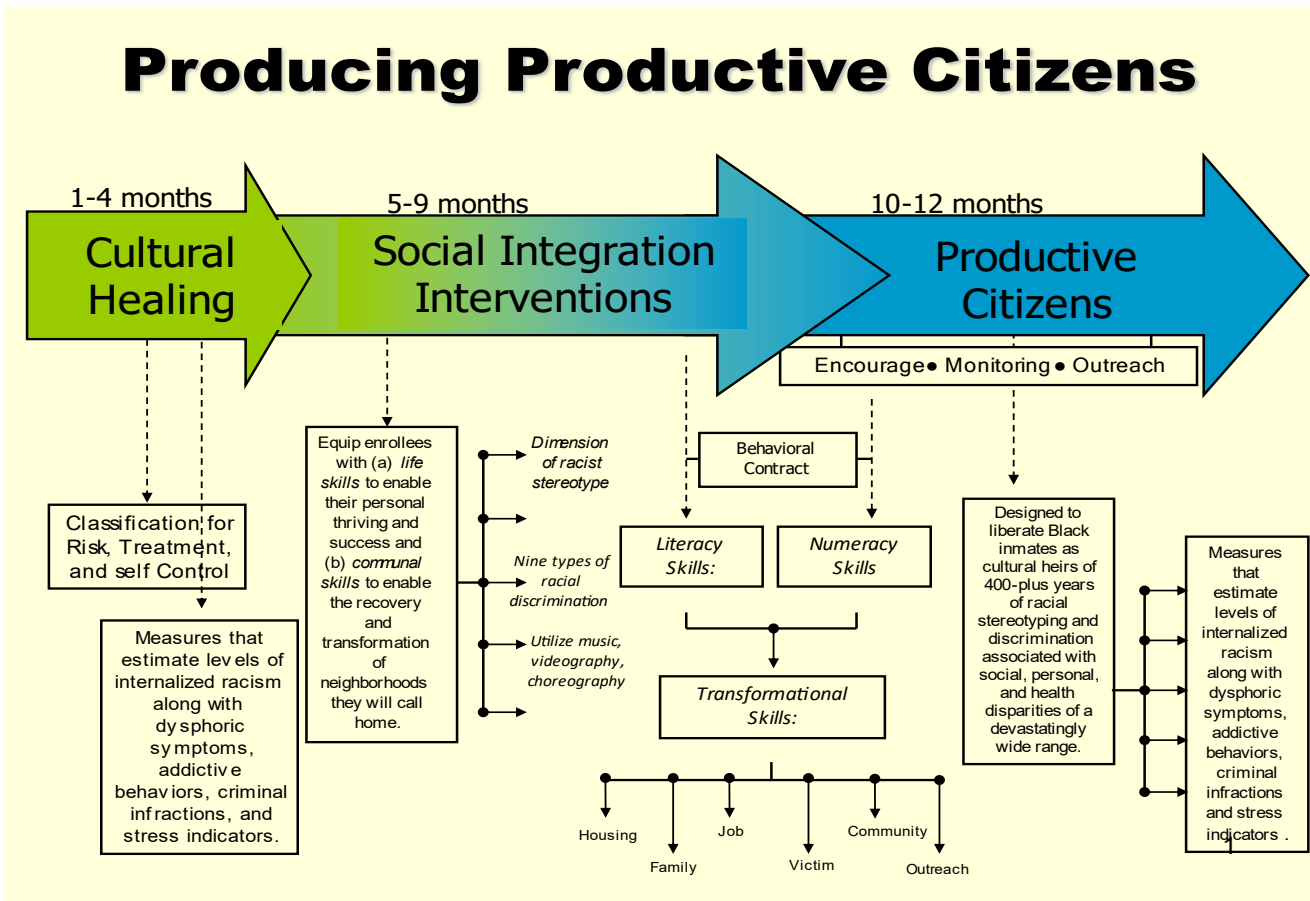 Producing Productive Citizens
1-4 months
5-9 months
10-12 months
Cultural
Healing
Social Integration
Interventions
Productive
Citizens
Encourage● Monitoring ● Outreach
Classification for
Risk, Treatment,
and self Control
Measures that
estimate levels of
internalized racism
along with
dysphoric
symptoms,
addictive
behaviors, criminal
infractions, and
stress indicators.
Equip enrollees
with (a) life
skills to enable
their personal
thriving and
success and
(b) communal
skills to enable
the recovery
and
transformation
of
neighborhoods
they will call
home.
Dimension
of racist
stereotype
Nine types of
racial
discrimination
Utilize music,
videography,
choreography
Behavioral
Contract
Literacy
Skills:
Numeracy
Skills
Transformational
Skills:
Housing
Family
Job
Victim
Community
Outreach
Designed to
liberate Black
inmates as
cultural heirs of
400-plus years
of racial
stereotyping and
discrimination
associated with
social, personal,
and health
disparities of a
devastatingly
wide range.
Measures
that
estimate
levels of
internalized
racism
along with
dysphoric
symptoms,
addictive
behaviors,
criminal
infractions
and stress
indicators .
1